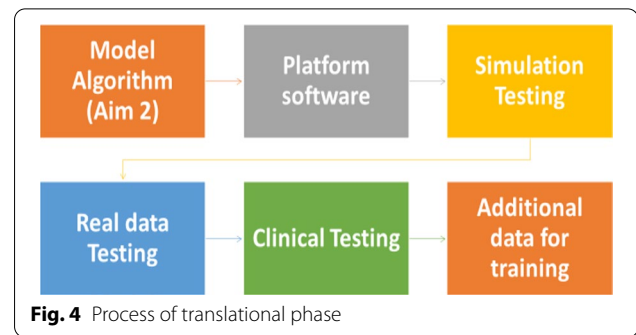 Model
Algorithm
(Aim 2)
Platform
software
Simulation
Testing
Real data
Testing
Clinical Testing
Additional
data for
training
Fig. 4 Process of translational phase